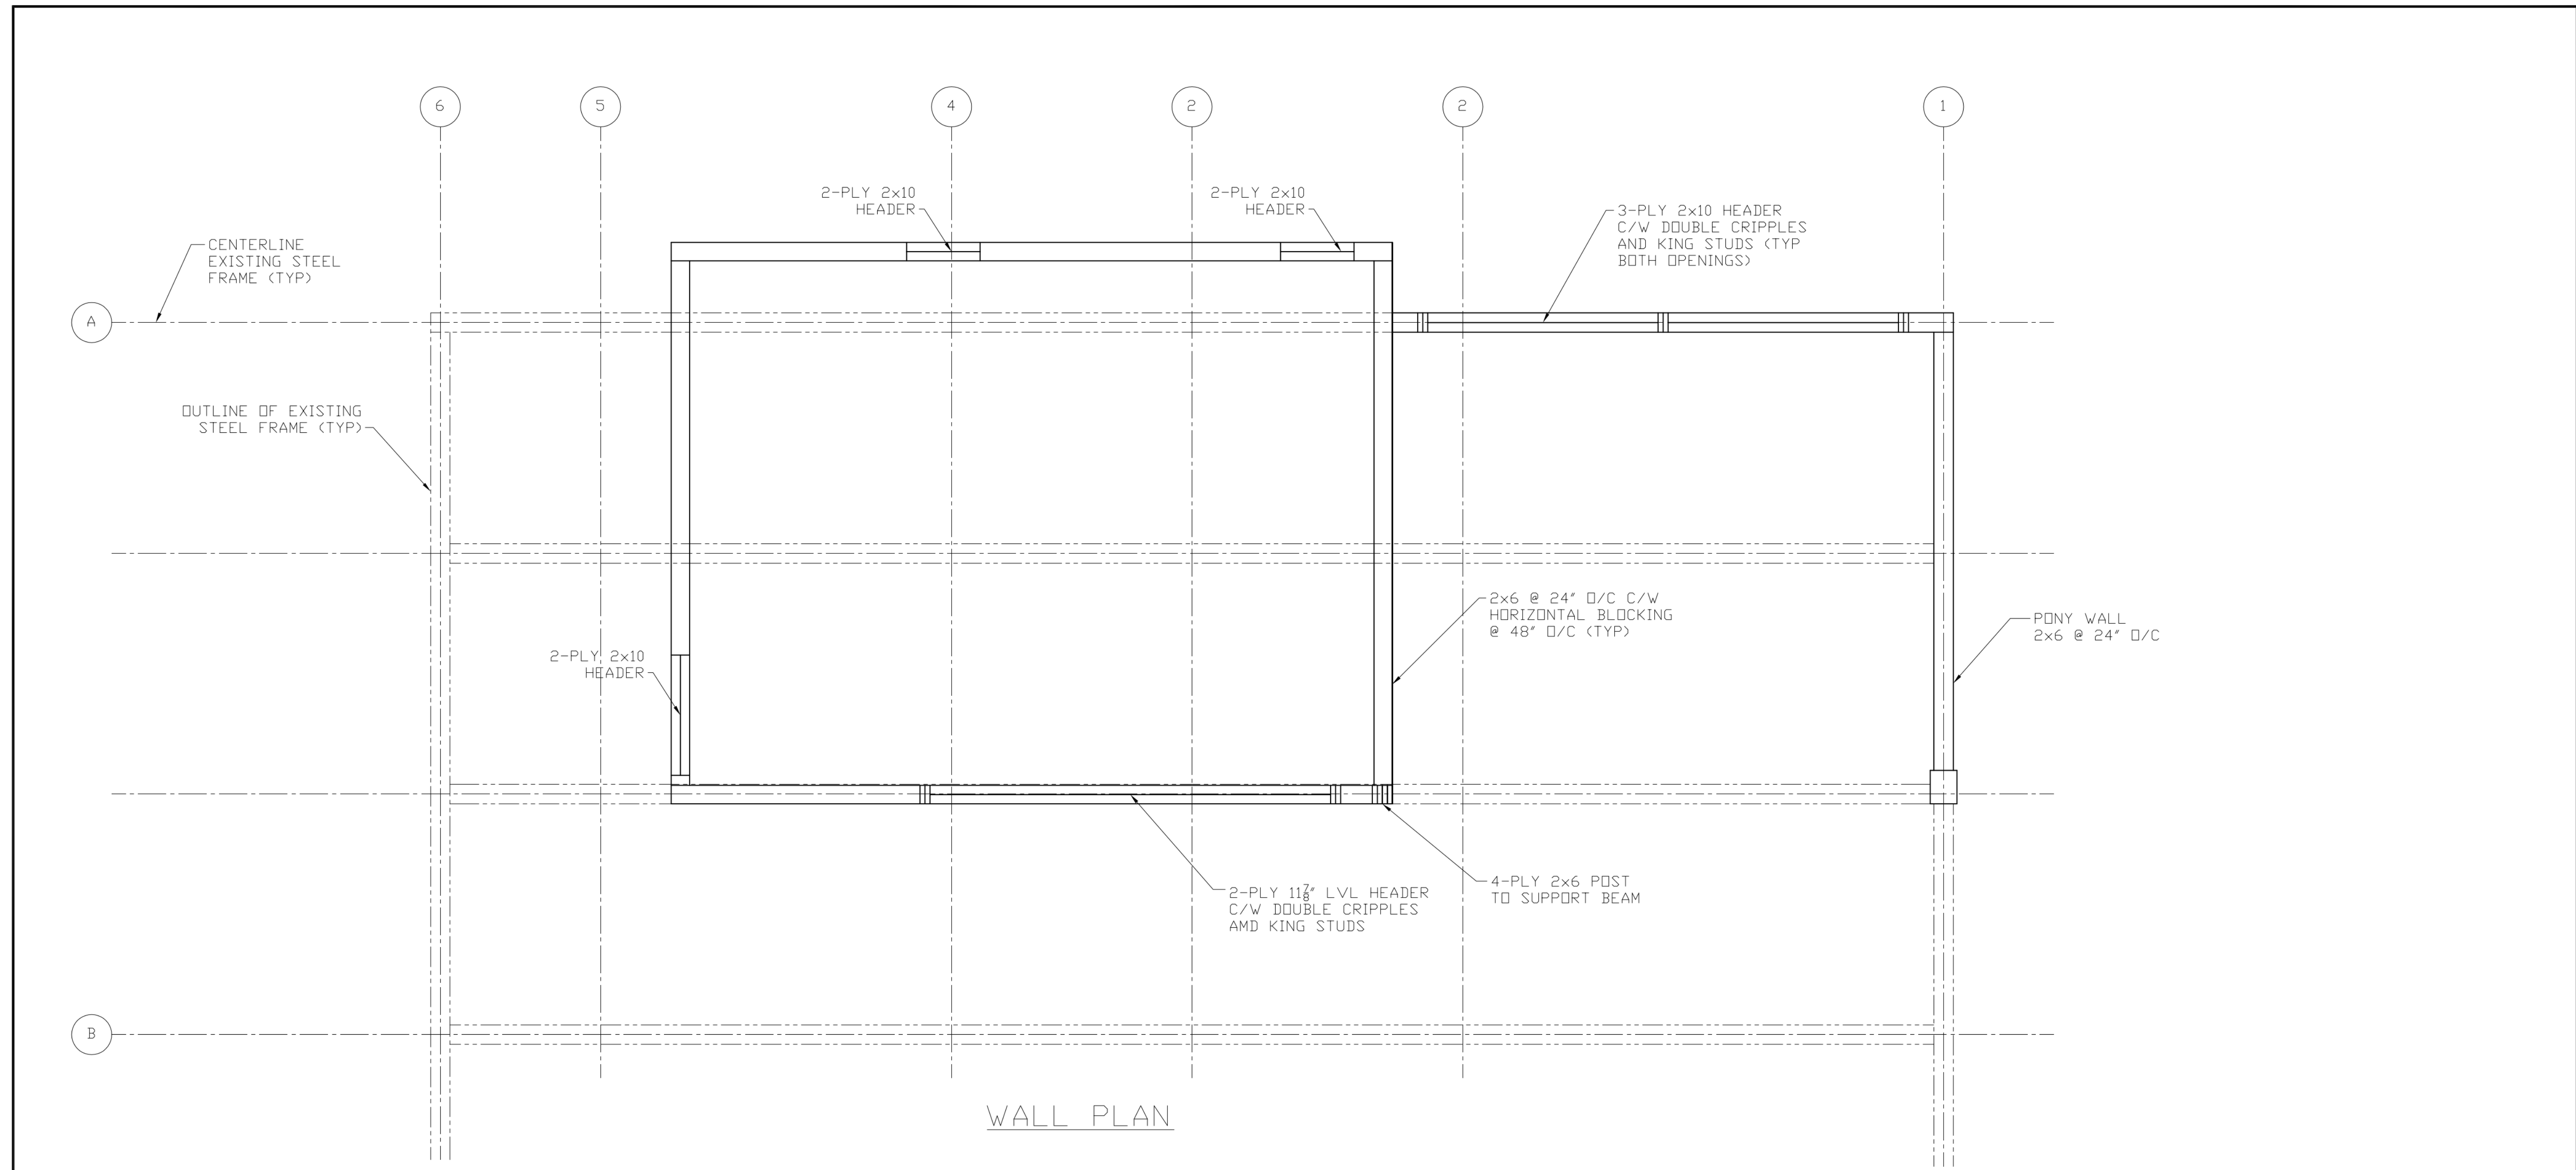 6
5
4
2
2
1
2-PLY 2x10
HEADER
2-PLY 2x10
HEADER
3-PLY 2x10 HEADER
C/W DOUBLE CRIPPLES
AND KING STUDS (TYP
BOTH OPENINGS)
CENTERLINE
EXISTING STEEL
FRAME (TYP)
A
OUTLINE OF EXISTING
STEEL FRAME (TYP)
2x6 @ 24" O/C C/W
HORIZONTAL BLOCKING
@ 48" O/C (TYP)
PONY WALL
2x6 @ 24" O/C
2-PLY 2x10
HEADER
2-PLY 11⅞" LVL HEADER
C/W DOUBLE CRIPPLES
AMD KING STUDS
4-PLY 2x6 POST
TO SUPPORT BEAM
B
WALL PLAN